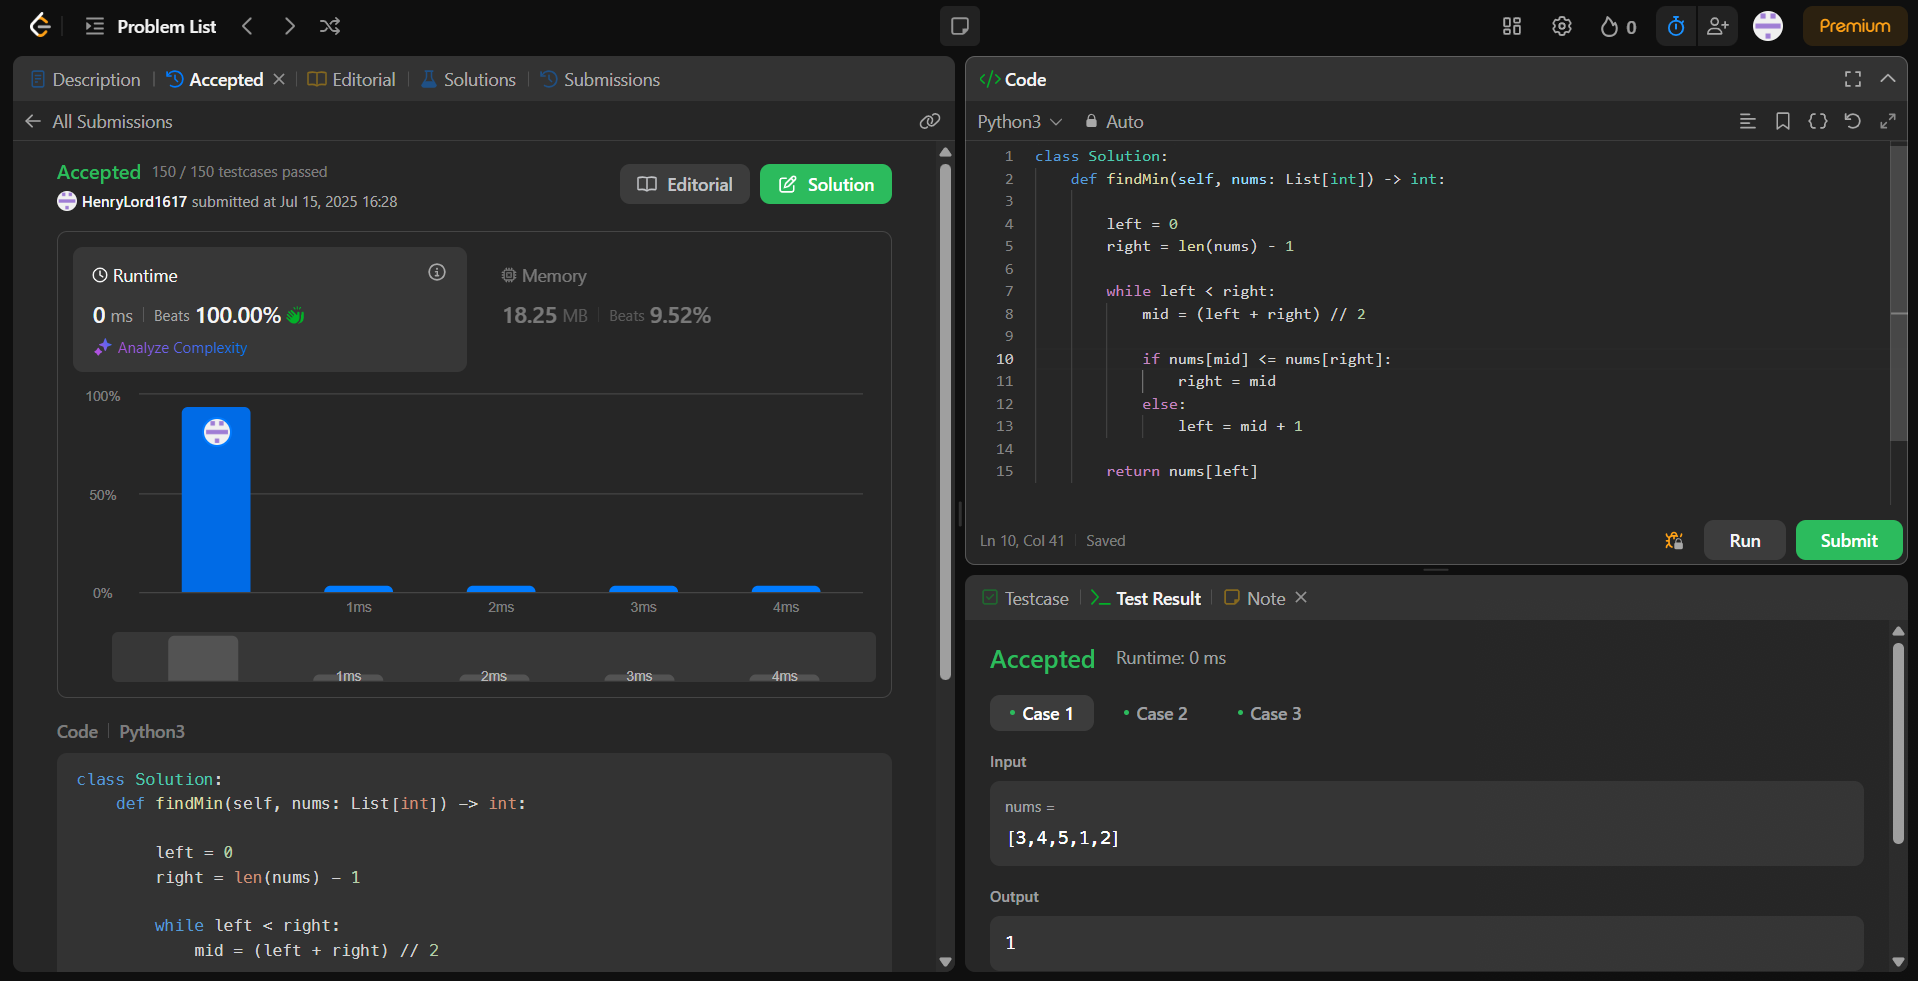 Problem List
0
Premium
Description
Accepted
Editorial
Solutions
Submissions
All Submissions
Accepted 150 / 150 testcases passed
HenryLord1617 submitted at Jul 15, 2025 16:28
Editorial
Solution
Runtime
0 ms Beats 100.00%
Analyze Complexity
Memory
18.25 MB Beats 9.52%
100%
50%
0%
1ms
2ms
3ms
4ms
1ms
2ms
3ms
4ms
Code
Python3
class Solution:
    def findMin(self, nums: List[int]) -> int:
        left = 0
        right = len(nums) - 1
        while left < right:
            mid = (left + right) // 2
</> Code
Python3
Auto
1 class Solution:
2     def findMin(self, nums: List[int]) -> int:
3
4         left = 0
5         right = len(nums) - 1
6
7         while left < right:
8             mid = (left + right) // 2
9
10             if nums[mid] <= nums[right]:
11                 right = mid
12             else:
13                 left = mid + 1
14
15         return nums[left]
Ln 10, Col 41
Saved
Run
Submit
Testcase
Test Result
Note
Accepted
Runtime: 0 ms
Case 1
Case 2
Case 3
Input
nums =
[3,4,5,1,2]
Output
1